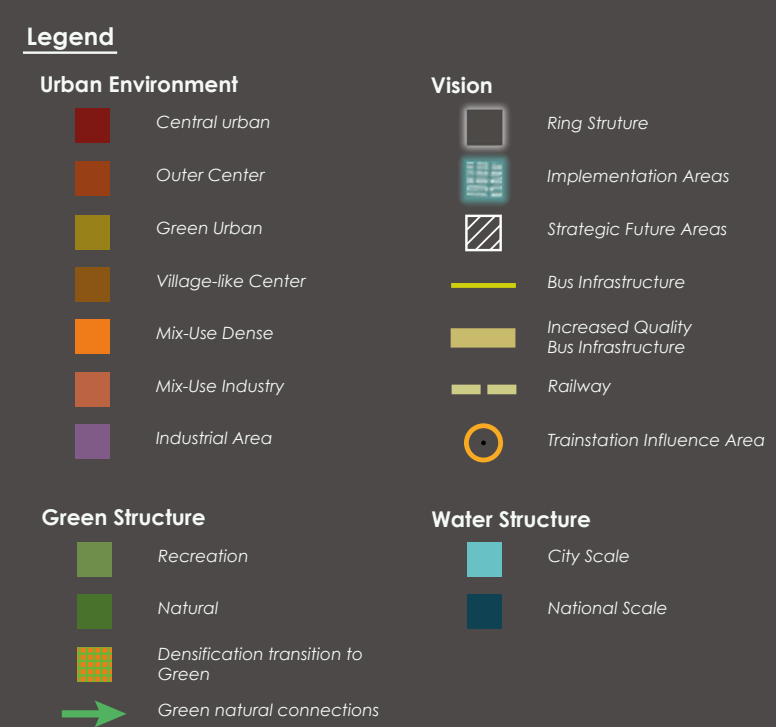 Legend
Urban Environment
Central urban
Outer Center
Green Urban
Village-like Center
Mix-Use Dense
Mix-Use Industry
Industrial Area
Vision
Ring Struture
Implementation Areas
Strategic Future Areas
Bus Infrastructure
Increased Quality
Bus Infrastructure
Railway
Trainstation Influence Area
Green Structure
Recreation
Natural
Densification transition to
Green
Green natural connections
Water Structure
City Scale
National Scale